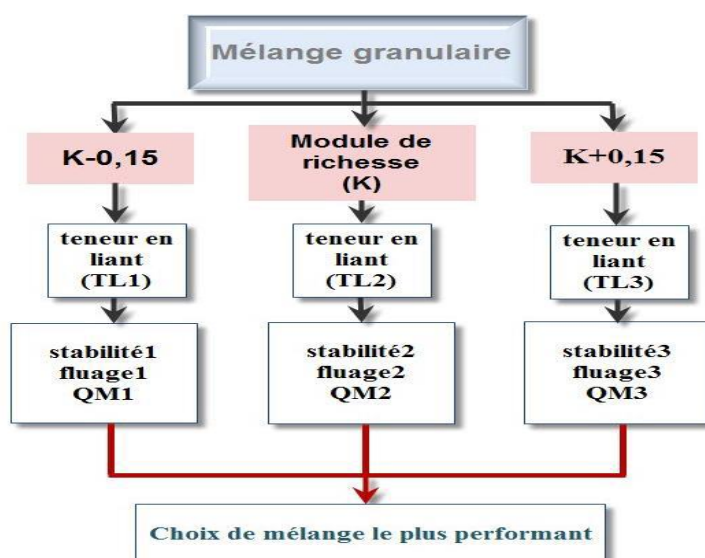 Mélange granulaire
K-0,15
Module de
richesse
(K)
K+0,15
teneur en
liant
(TL1)
teneur en
liant
(TL2)
teneur en
liant
(TL3)
stabilité1
fluage1
QM1
stabilité2
fluage2
QM2
stabilité3
fluage3
QM3
Choix de mélange le plus performant